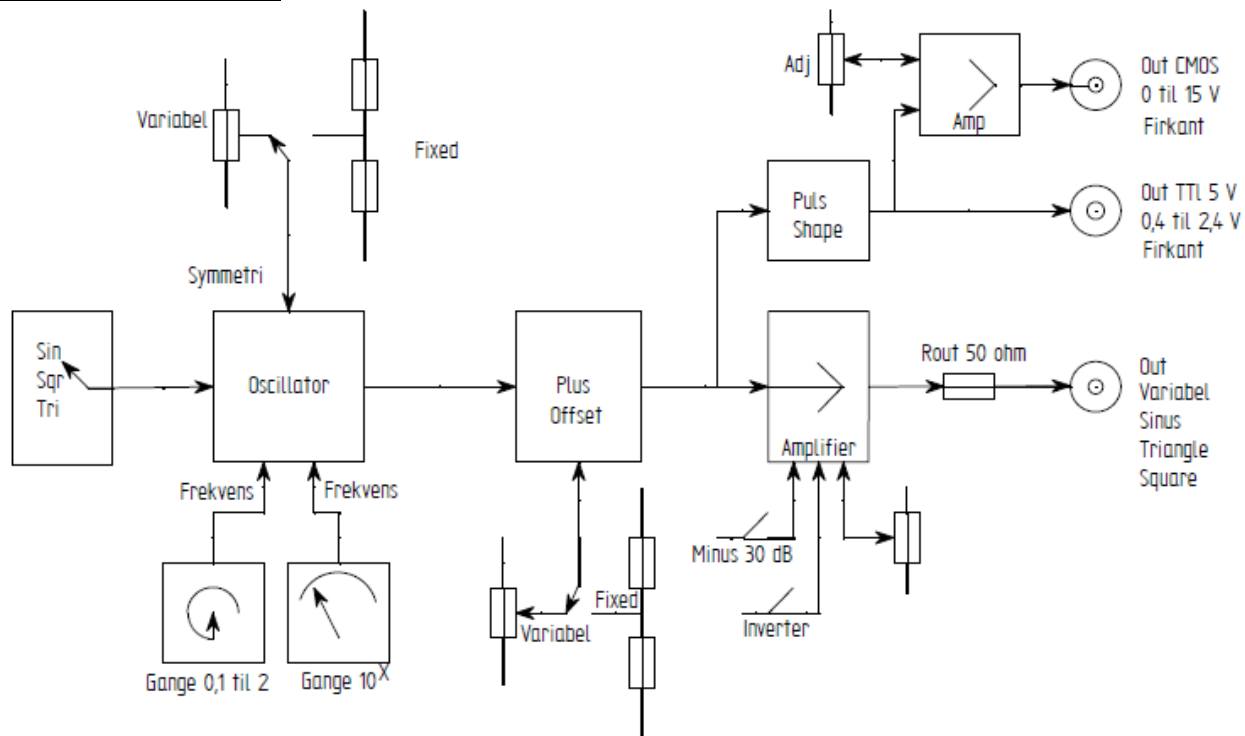 Variabel
Fixed
Symmetri
Adj
Amp
Out CMOS
0 til 15 V
Firkant
Puls
Shape
Out TTl 5 V
0,4 til 2,4 V
Firkant
Sin
Sqr
Tri
Oscillator
Plus
Offset
Amplifier
Rout 50 ohm
Out
Variabel
Sinus
Triangle
Square
Frekvens
Frekvens
Gange 0,1 til 2
Gange 10^X
Variabel
Fixed
Minus 30 dB
Inverter